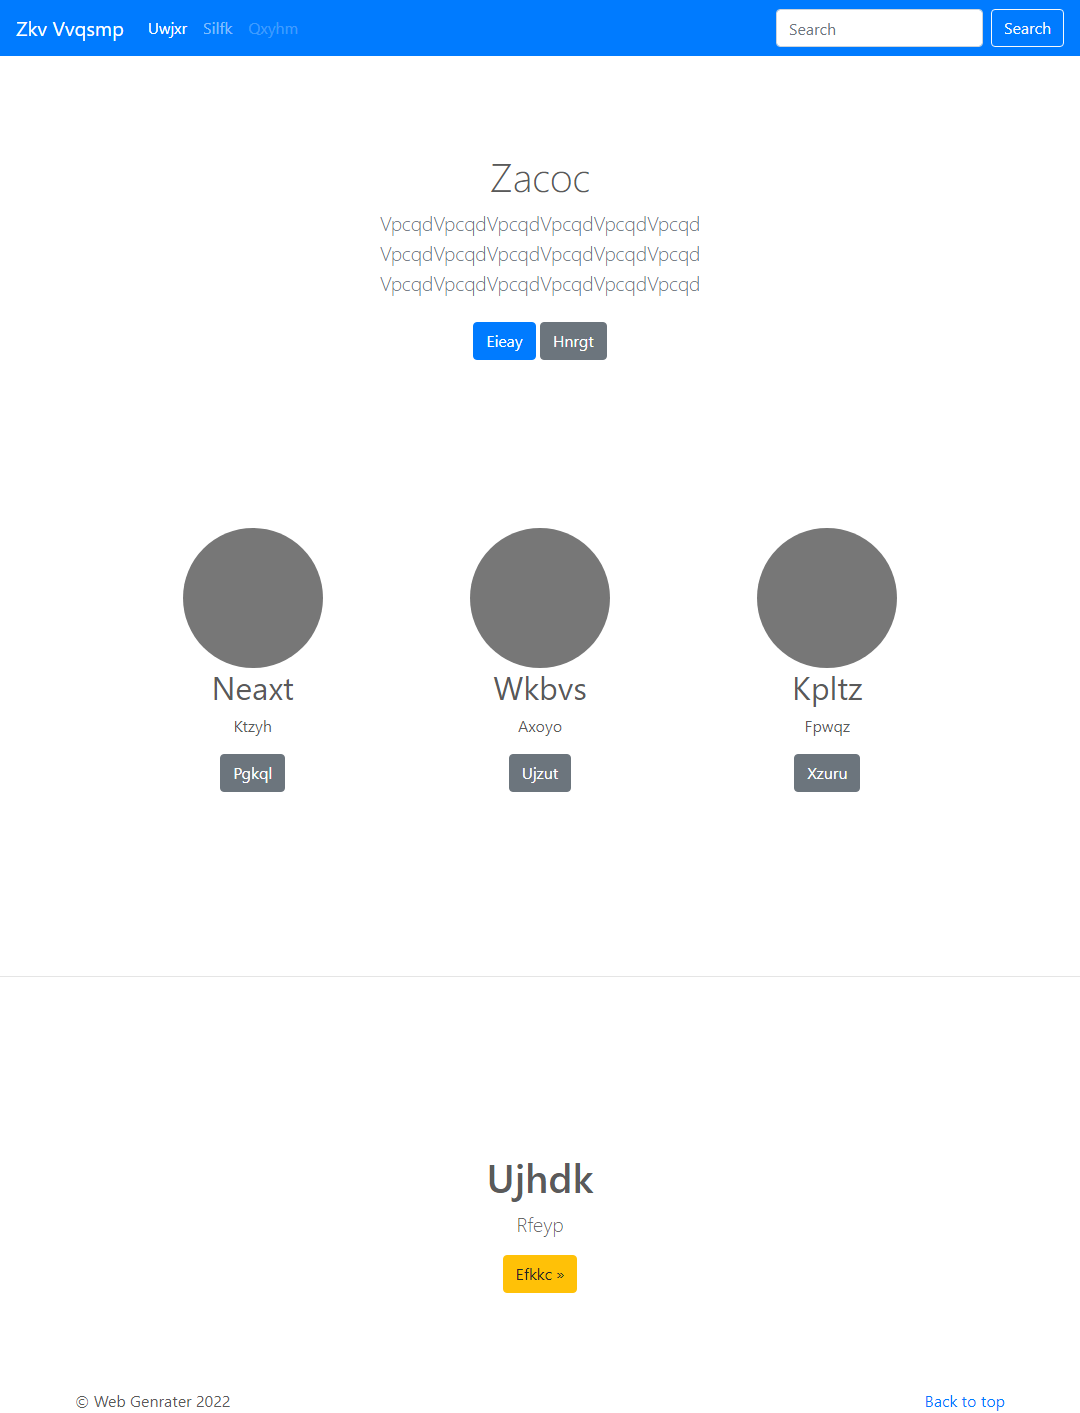 Zkv Vvqsmp Uwjxr Silfk Qxyhm Search Search
Zacoc
VpcqdVpcqdVpcqdVpcqdVpcqdVpcqd
VpcqdVpcqdVpcqdVpcqdVpcqdVpcqd
VpcqdVpcqdVpcqdVpcqdVpcqdVpcqd
Eieay Hnrgt
Neaxt Wkbvs Kpltz
Ktzyh Axoyo Fpwqz
Pgkql Ujzut Xzuru
Ujhdk
Rfeyp
Efkkc »
© Web Genrater 2022 Back to top